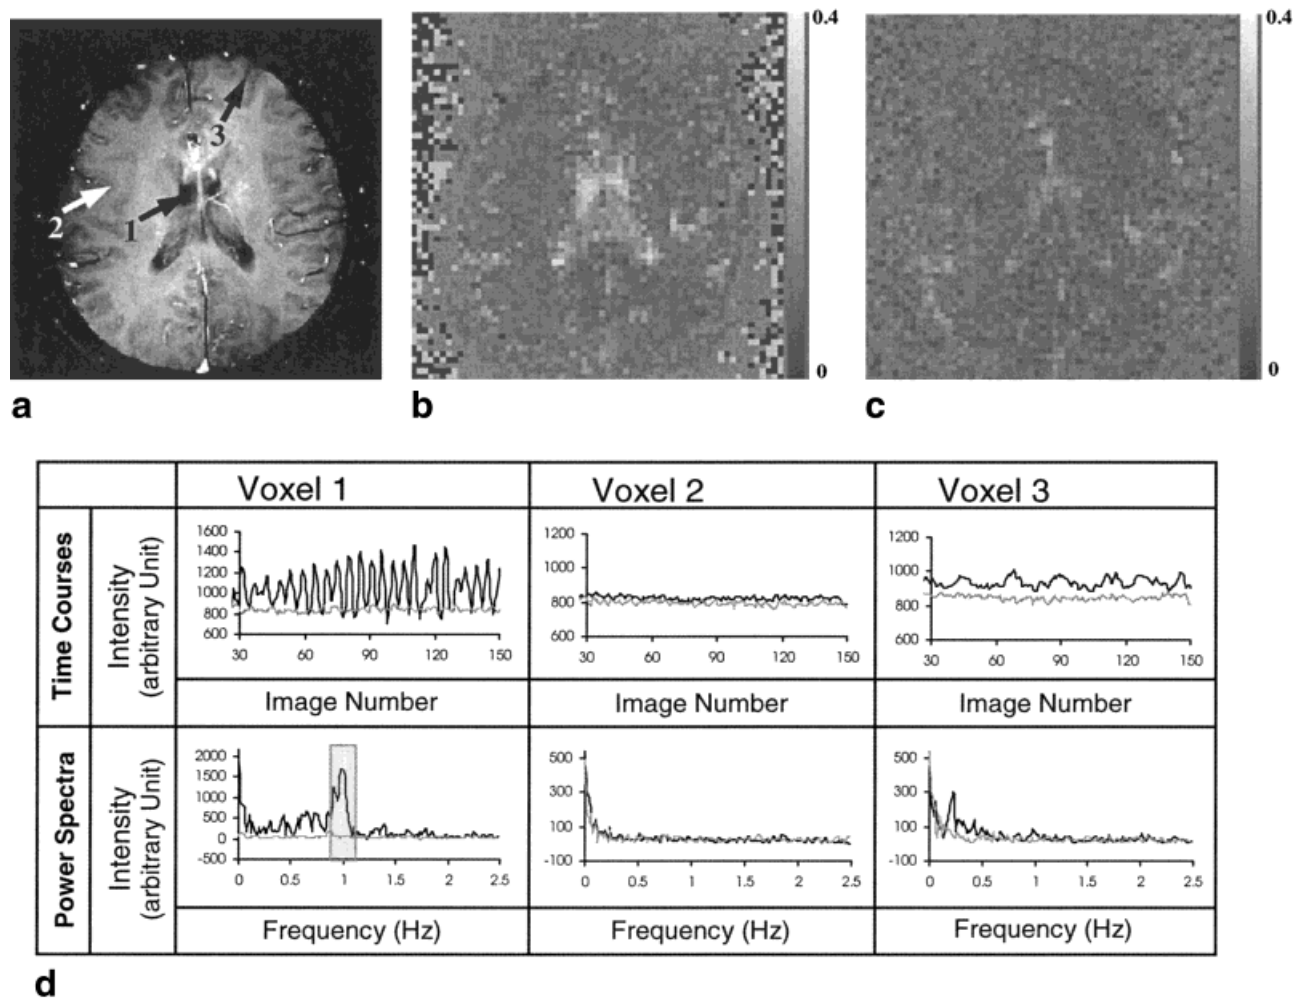 0.4
0.4
3
2
1
0
0
a
b
c
Voxel 1
Voxel 2
Voxel 3
Time Courses
Intensity
(arbitrary Unit)
1600
1400
1200
1000
800
600
30 60 90 120 150
1200
1000
800
600
30 60 90 120 150
1200
1000
800
600
30 60 90 120 150
Image Number
Image Number
Image Number
Power Spectra
Intensity
(arbitrary Unit)
2000
1500
1000
500
0
-500
0 0.5 1 1.5 2 2.5
500
300
100
-100
0 0.5 1 1.5 2 2.5
500
300
100
-100
0 0.5 1 1.5 2 2.5
Frequency (Hz)
Frequency (Hz)
Frequency (Hz)
d